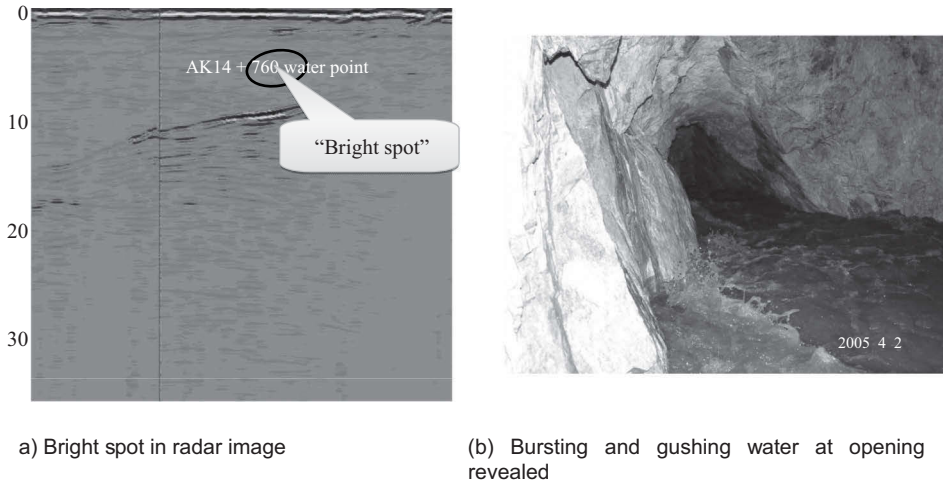 0
AK14 + 760 water point
10
“Bright spot”
20
30
2005 4 2
a) Bright spot in radar image
(b) Bursting and gushing water at opening
revealed